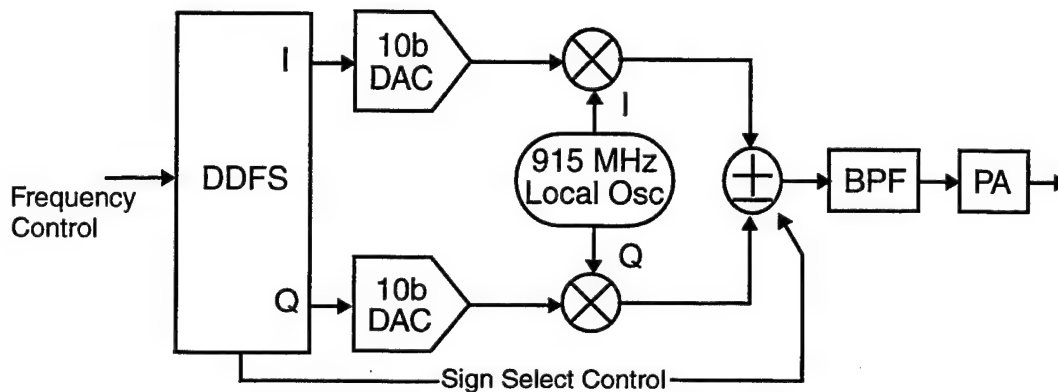 I
10b
DAC
I
Frequency
Control
DDFS
915 MHz
Local Osc
±
BPF
PA
Q
10b
DAC
Q
Sign Select Control